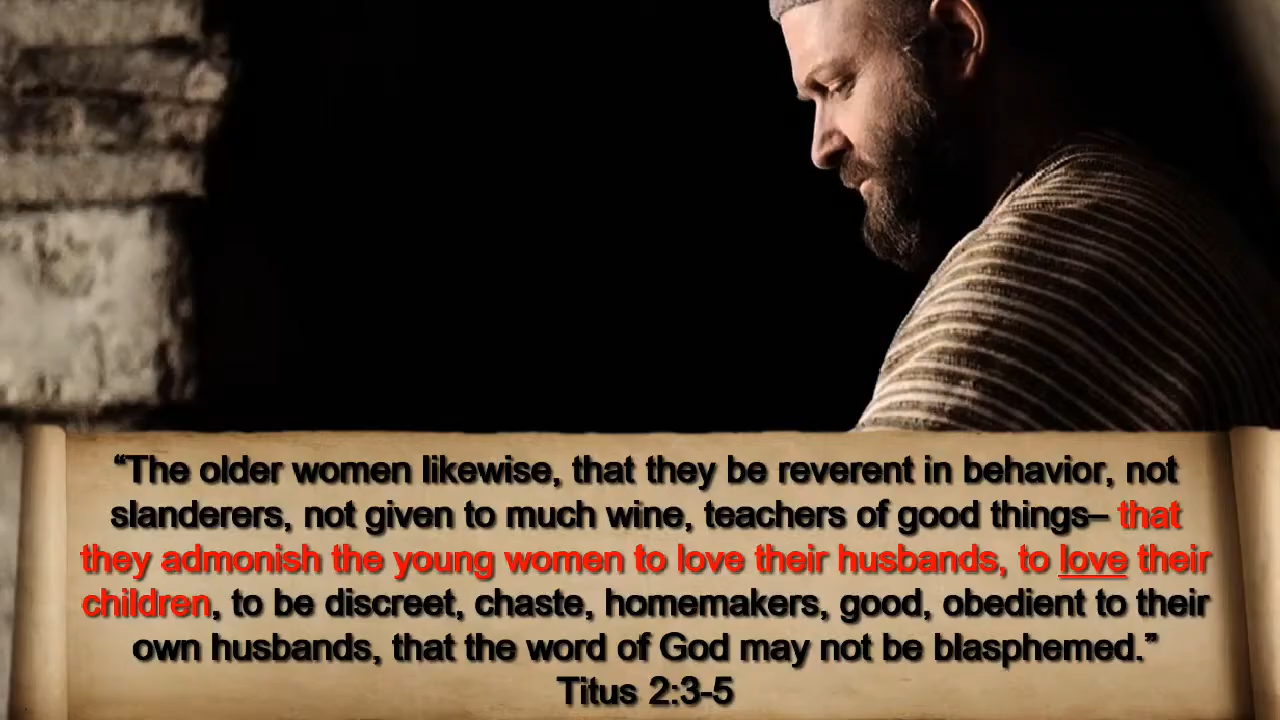 “The older women likewise, that they be reverent in behavior, not
slanderers, not given to much wine, teachers of good things– that
they admonish the young women to love their husbands, to love their
children, to be discreet, chaste, homemakers, good, obedient to their
own husbands, that the word of God may not be blasphemed.”
Titus 2:3-5